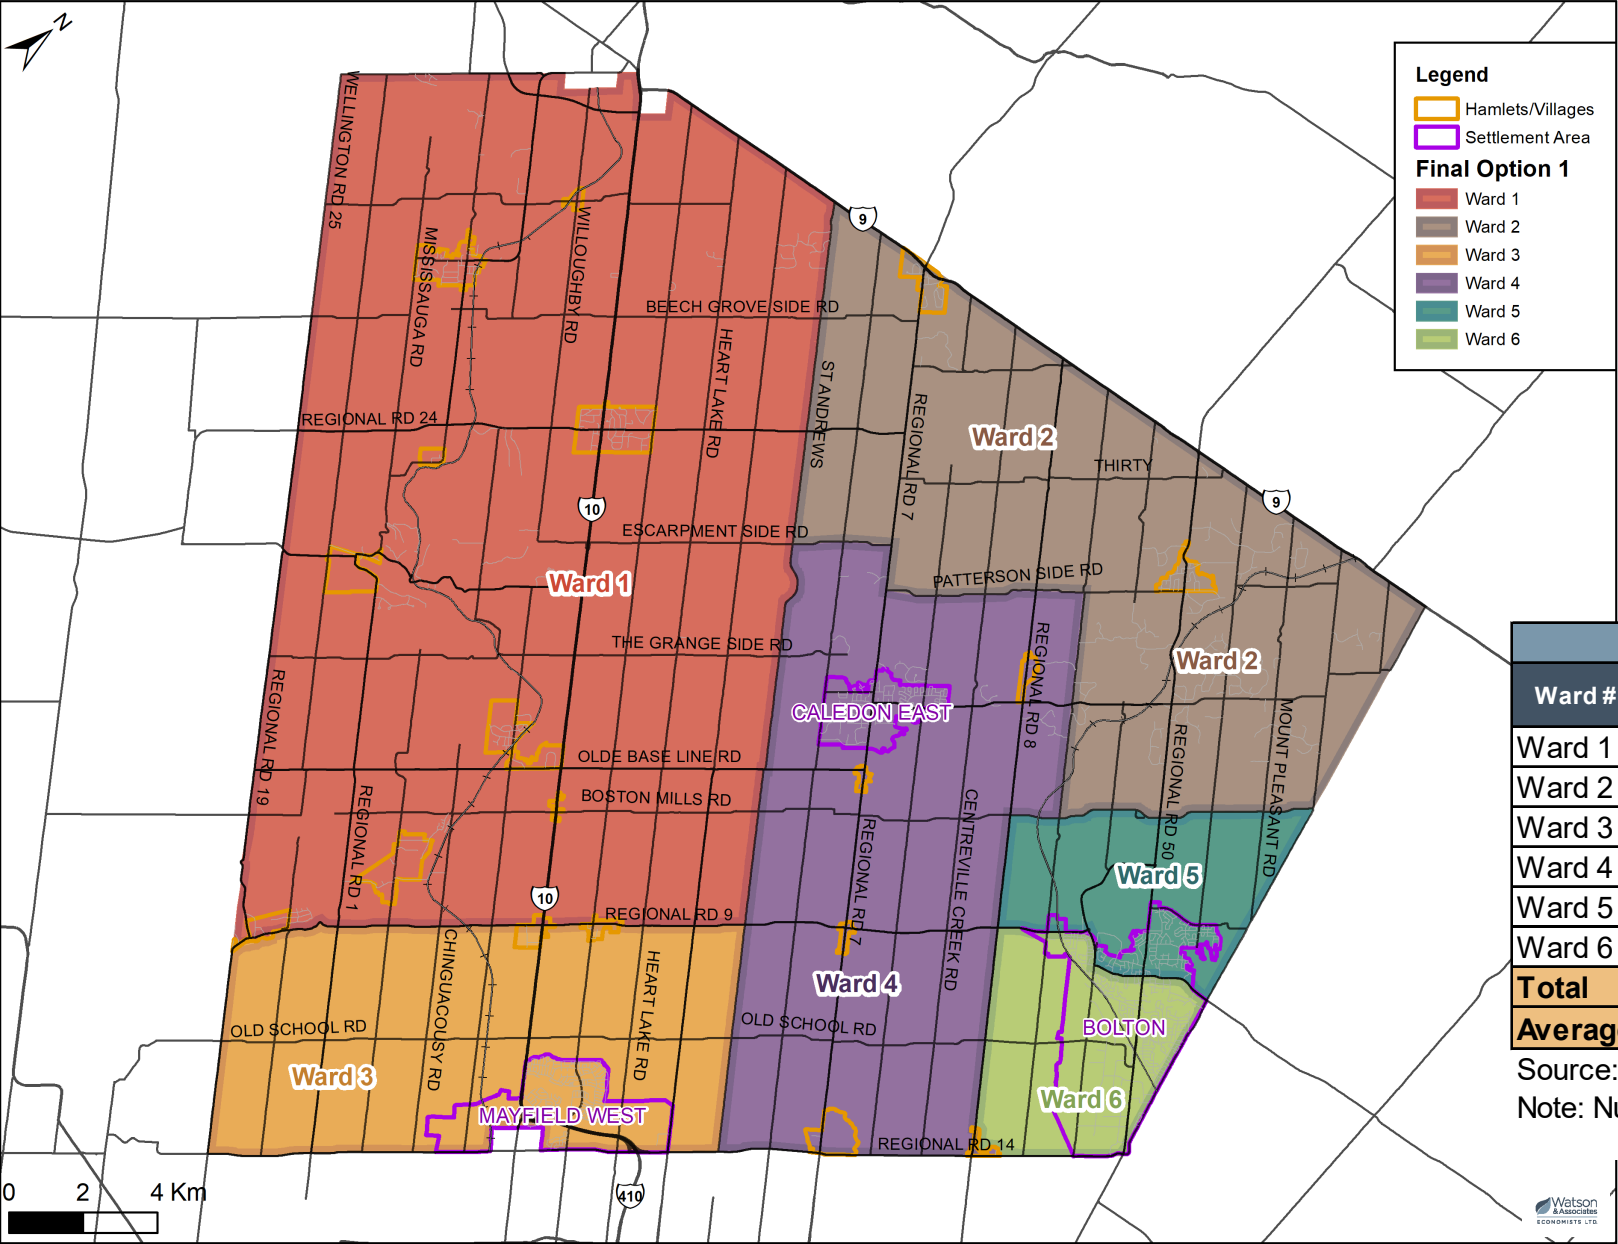 N
Legend
Hamlets/Villages
Settlement Area
Final Option 1
Ward 1
Ward 2
Ward 3
Ward 4
Ward 5
Ward 6
WELLINGTON RD 25
MISSISSAUGA RD
WILLOUGHBY RD
9
BEECH GROVE SIDE RD
HEART LAKE RD
ST ANDREWS
REGIONAL RD 7
REGIONAL RD 24
Ward 2
THIRTY
9
10
ESCARPMENT SIDE RD
Ward 1
PATTERSON SIDE RD
THE GRANGE SIDE RD
REGIONAL RD 8
Ward 2
REGIONAL RD 19
CALEDON EAST
OLDE BASE LINE RD
BOSTON MILLS RD
REGIONAL RD 50
MOUNT PLEASANT RD
REGIONAL RD 1
REGIONAL RD 7
CENTREVILLE CREEK RD
Ward 5
10
REGIONAL RD 9
CHINGUACOUSY RD
HEART LAKE RD
Ward 4
OLD SCHOOL RD
OLD SCHOOL RD
BOLTON
Ward 3
Ward 6
MAYFIELD WEST
REGIONAL RD 14
410
0 2 4 Km
Ward #
Ward 1
Ward 2
Ward 3
Ward 4
Ward 5
Ward 6
Total
Averag
Source:
Note: Nu
Watson
& Associates
ECONOMISTS LTD.